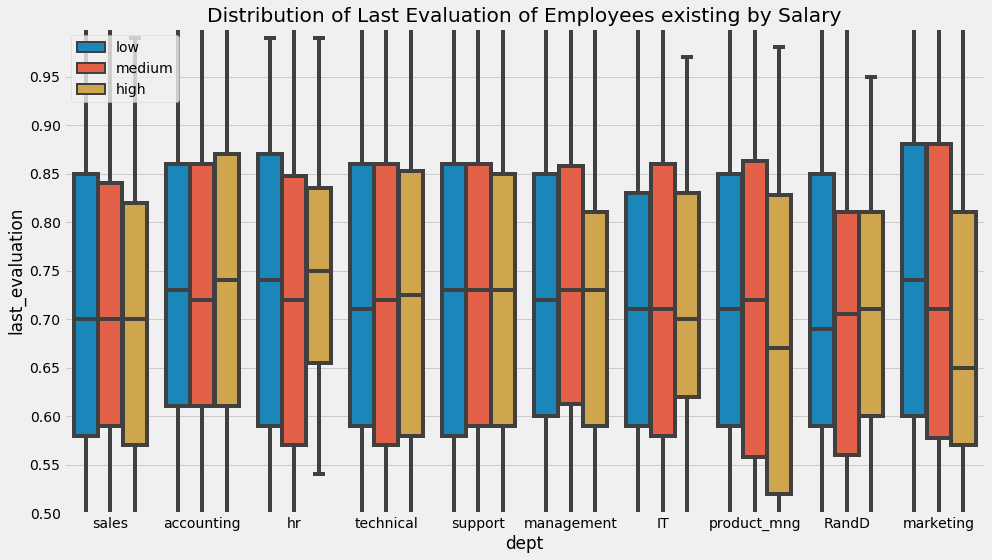 Distribution of Last Evaluation of Employees existing by Salary
low
medium
high
last_evaluation
0.95
0.90
0.85
0.80
0.75
0.70
0.65
0.60
0.55
0.50
sales accounting hr technical support management IT product_mng RandD marketing
dept